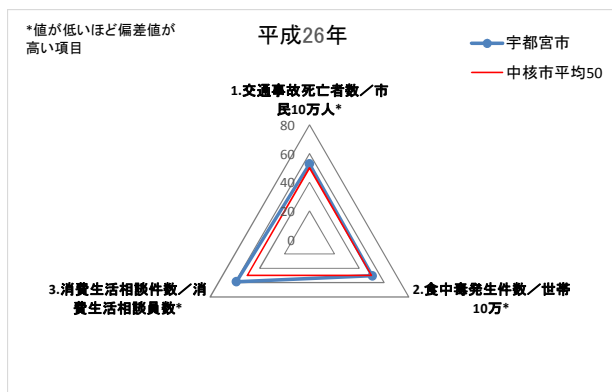 *値が低いほど偏差値が
高い項目
平成26年
宇都宮市
中核市平均50
1.交通事故死亡者数／市
民10万人*
80
60
40
20
0
3.消費生活相談件数／消
費生活相談員数*
2.食中毒発生件数／世帯
10万*